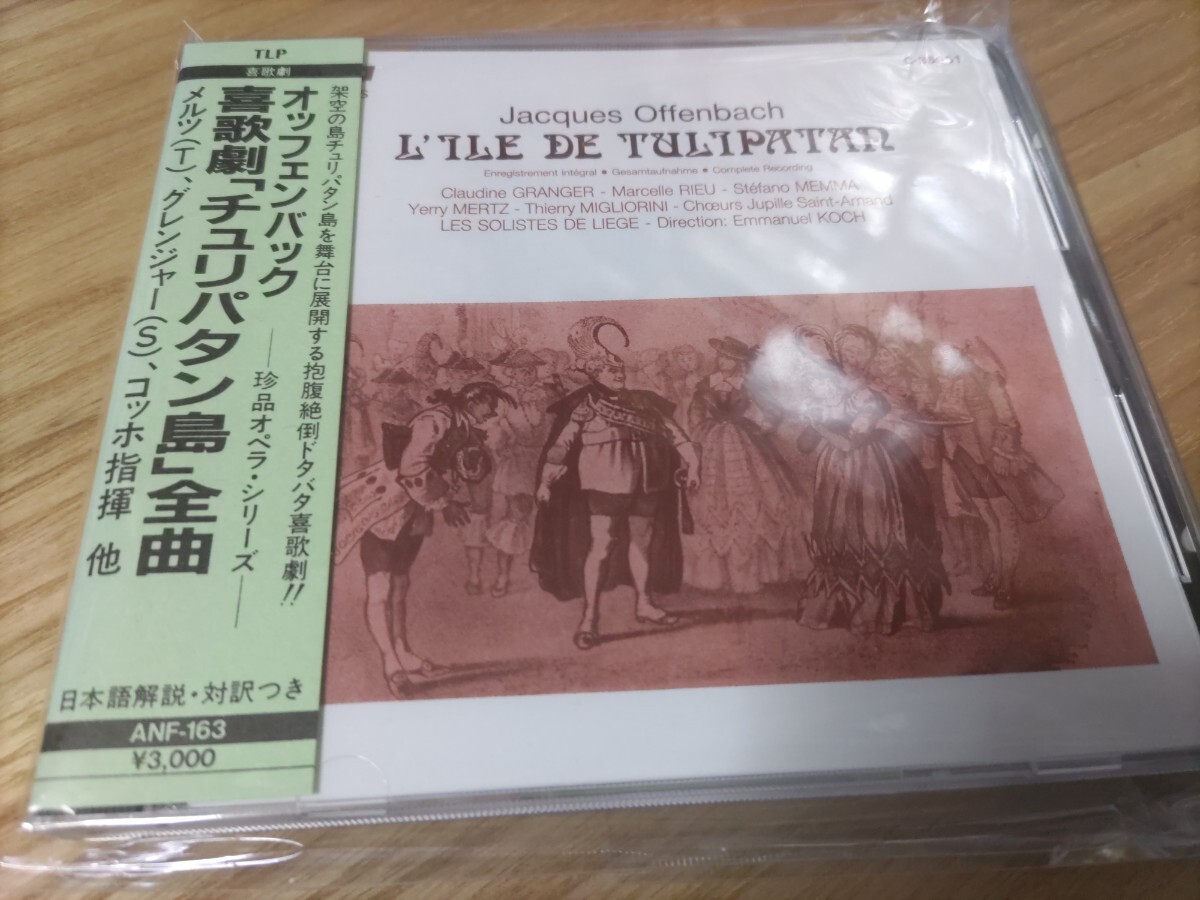 TLP
喜歌劇
架空の島チュリパタン島を舞台に展開する抱腹絶倒ドタバタ喜歌劇!!
オッフェンバック ──珍品オペラ・シリーズ──
喜歌劇「チュリパタン島」全曲
メルツ(T)、グレンジャー(S)、コッホ指揮 他
日本語解説・対訳つき
ANF-163
¥3,000
Jacques Offenbach
L'ILE DE TULIPATAN
Enregistrement intégral • Gesamtaufnahme • Complete Recording
Claudine GRANGER - Marcelle RIEU - Stéfano MEMMA
Yerry MERTZ - Thierry MIGLIORINI - Chœurs Jupille Saint-Amand
LES SOLISTES DE LIEGE - Direction: Emmanuel KOCH